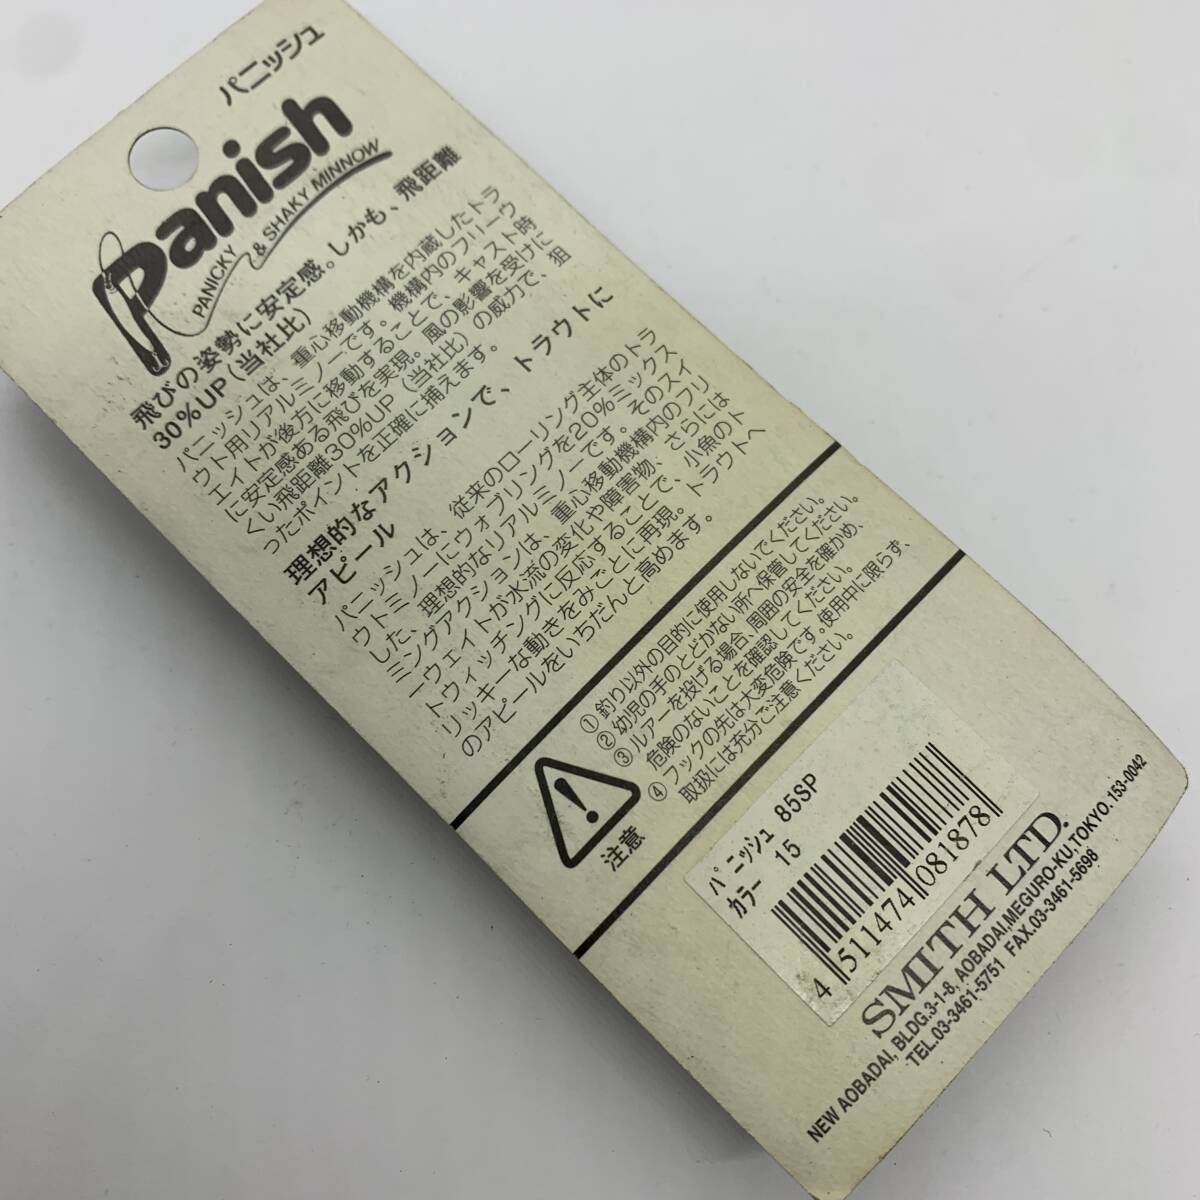 パニッシュ
Panish
PANICKY & SHAKY MINNOW
飛びの姿勢に安定感。しかも、飛距離
30%UP(当社比)
パニッシュは、重心移動機構を内蔵したトラ
ウト用リアルミノーです。機構内のフリーウ
エイトが後方に移動することで、キャスト時
に安定感ある飛びを実現。風の影響を受けに
くい飛距離30%UP(当社比)の威力で、狙
ったポイントを正確に捕えます。
理想的なアクションで、トラウトに
アピール
パニッシュは、従来のローリング主体のトラ
ウトミノーにウォブリングを20%ミックス
した、理想的なリアルミノーです。そのスイ
ミングアクションは、重心移動機構内のフリ
ーウェイトが水流の変化や障害物、さらには
トウィッチングに反応することで、小魚のト
リッキーな動きをみごとに再現。トラウトへ
のアピールをいちだんと高めます。
注意
① 釣り以外の目的に使用しないでください。
② 幼児の手のとどかない所へ保管してください。
③ ルアーを投げる場合、周囲の安全を確かめ、
危険のないことを確認してください。
④ フックの先は大変危険です。使用中に限らず、
取扱には充分ご注意ください。
パニッシュ 85SP
カラー 15
4 511474 081878
SMITH LTD.
NEW AOBADAI, BLDG.3-1-8, AOBADAI,MEGURO-KU,TOKYO. 153-0042
TEL.03-3461-5751 FAX.03-3461-5698